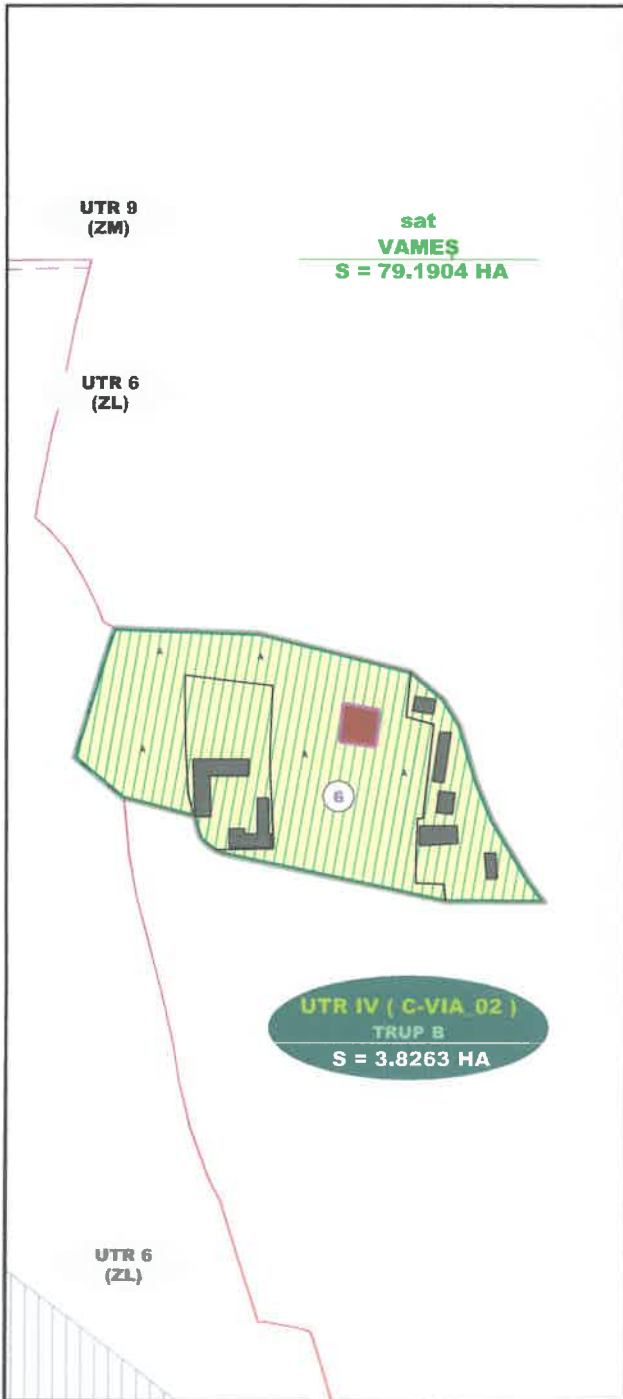 UTR 9
(ZM)
sat
VAMEȘ
S = 79.1904 HA
UTR 6
(ZL)
A
A
A
A
A
6
UTR IV ( C-VIA_02 )
TRUP B
S = 3.8263 HA
UTR 6
(ZL)